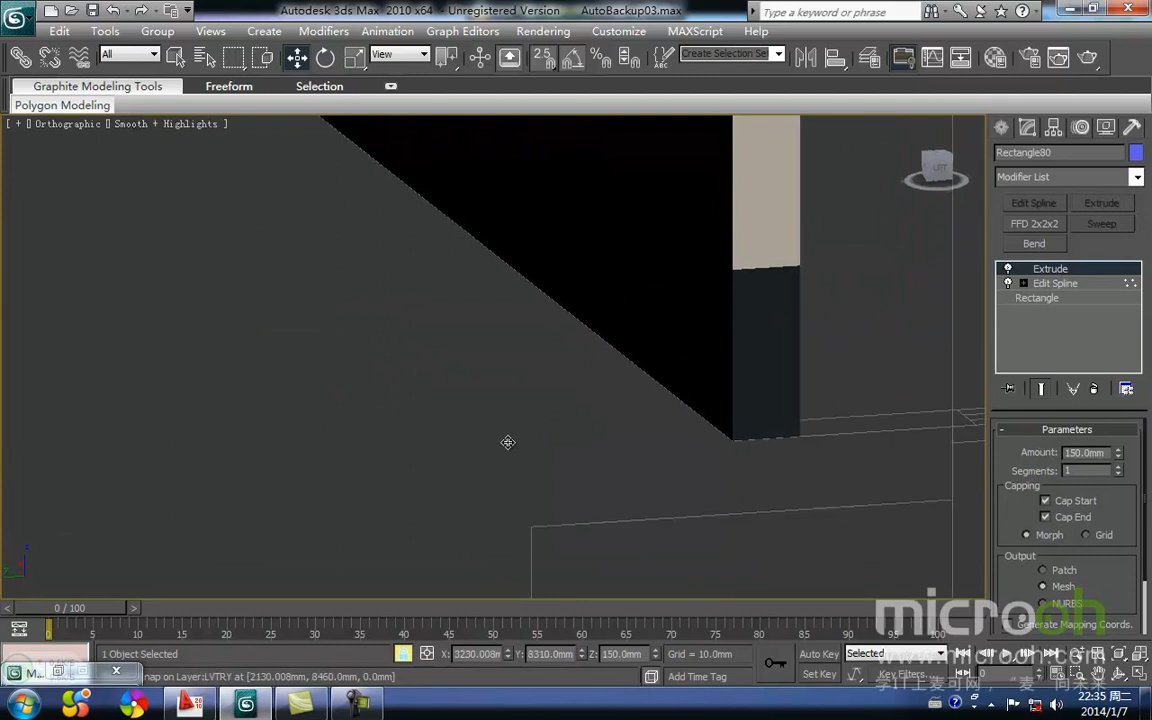 Autodesk 3ds Max 2010 x64 - Unregistered Version AutoBackup03.max
Type a keyword or phrase
Edit Tools Group Views Create Modifiers Animation Graph Editors Rendering Customize MAXScript Help
All View 2.5 Create Selection Se
Graphite Modeling Tools Freeform Selection
Polygon Modeling
[ + ] Orthographic [] Smooth + Highlights ]
LEFT
Rectangle80
Modifier List
Edit Spline Extrude
FFD 2x2x2 Sweep
Bend
Extrude
Edit Spline
Rectangle
Parameters
Amount: 150.0mm
Segments: 1
Capping
Cap Start
Cap End
Morph Grid
Output
Patch
Mesh
NURBS
Generate Mapping Coords.
microoh
www.microoh.com
0 / 100
0 5 10 15 20 25 30 35 40 45 50 55 60 65 70 75 80 85 90 95 100
1 Object Selected X: 3230.008m Y: 8310.0mm Z: 150.0mm Grid = 10.0mm Auto Key Selected
M...
nap on Layer:LVTRY at [2130.008mm, 8460.0mm, 0.0mm] Add Time Tag Set Key Key Filters... 0
22:35 周二
2014/1/7